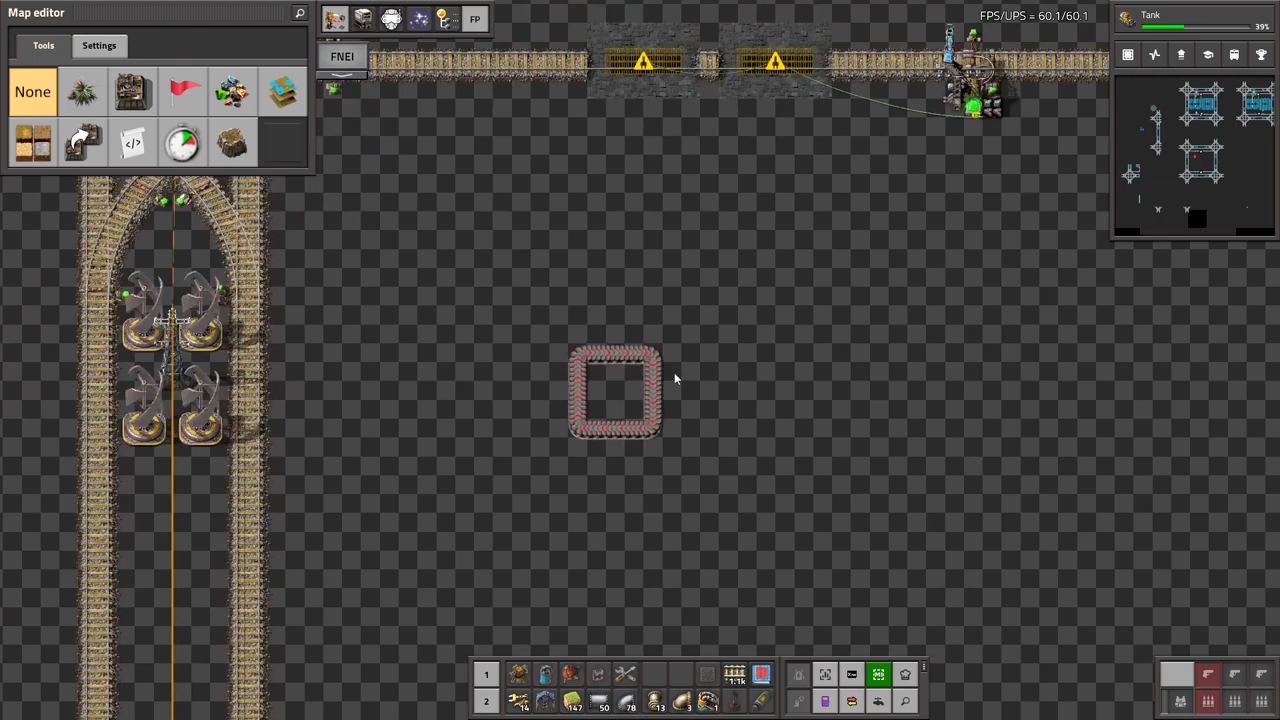 Map editor
Tools
Settings
None
</>
FP
FNEI
FPS/UPS = 60.1/60.1
Tank
39%
1
1.1k
2
14
147
50
78
13
3
1